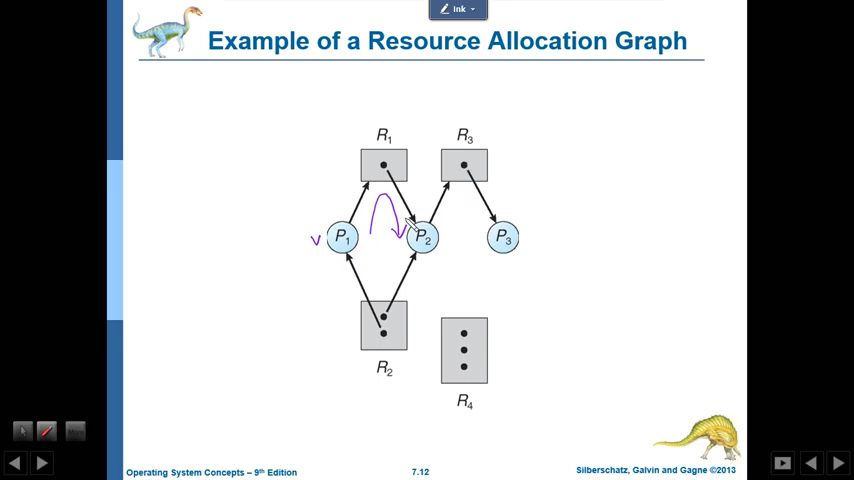 Ink
Example of a Resource Allocation Graph
R1 R3
P1 P2 P3
R2
R4
More
Operating System Concepts – 9th Edition 7.12 Silberschatz, Galvin and Gagne ©2013